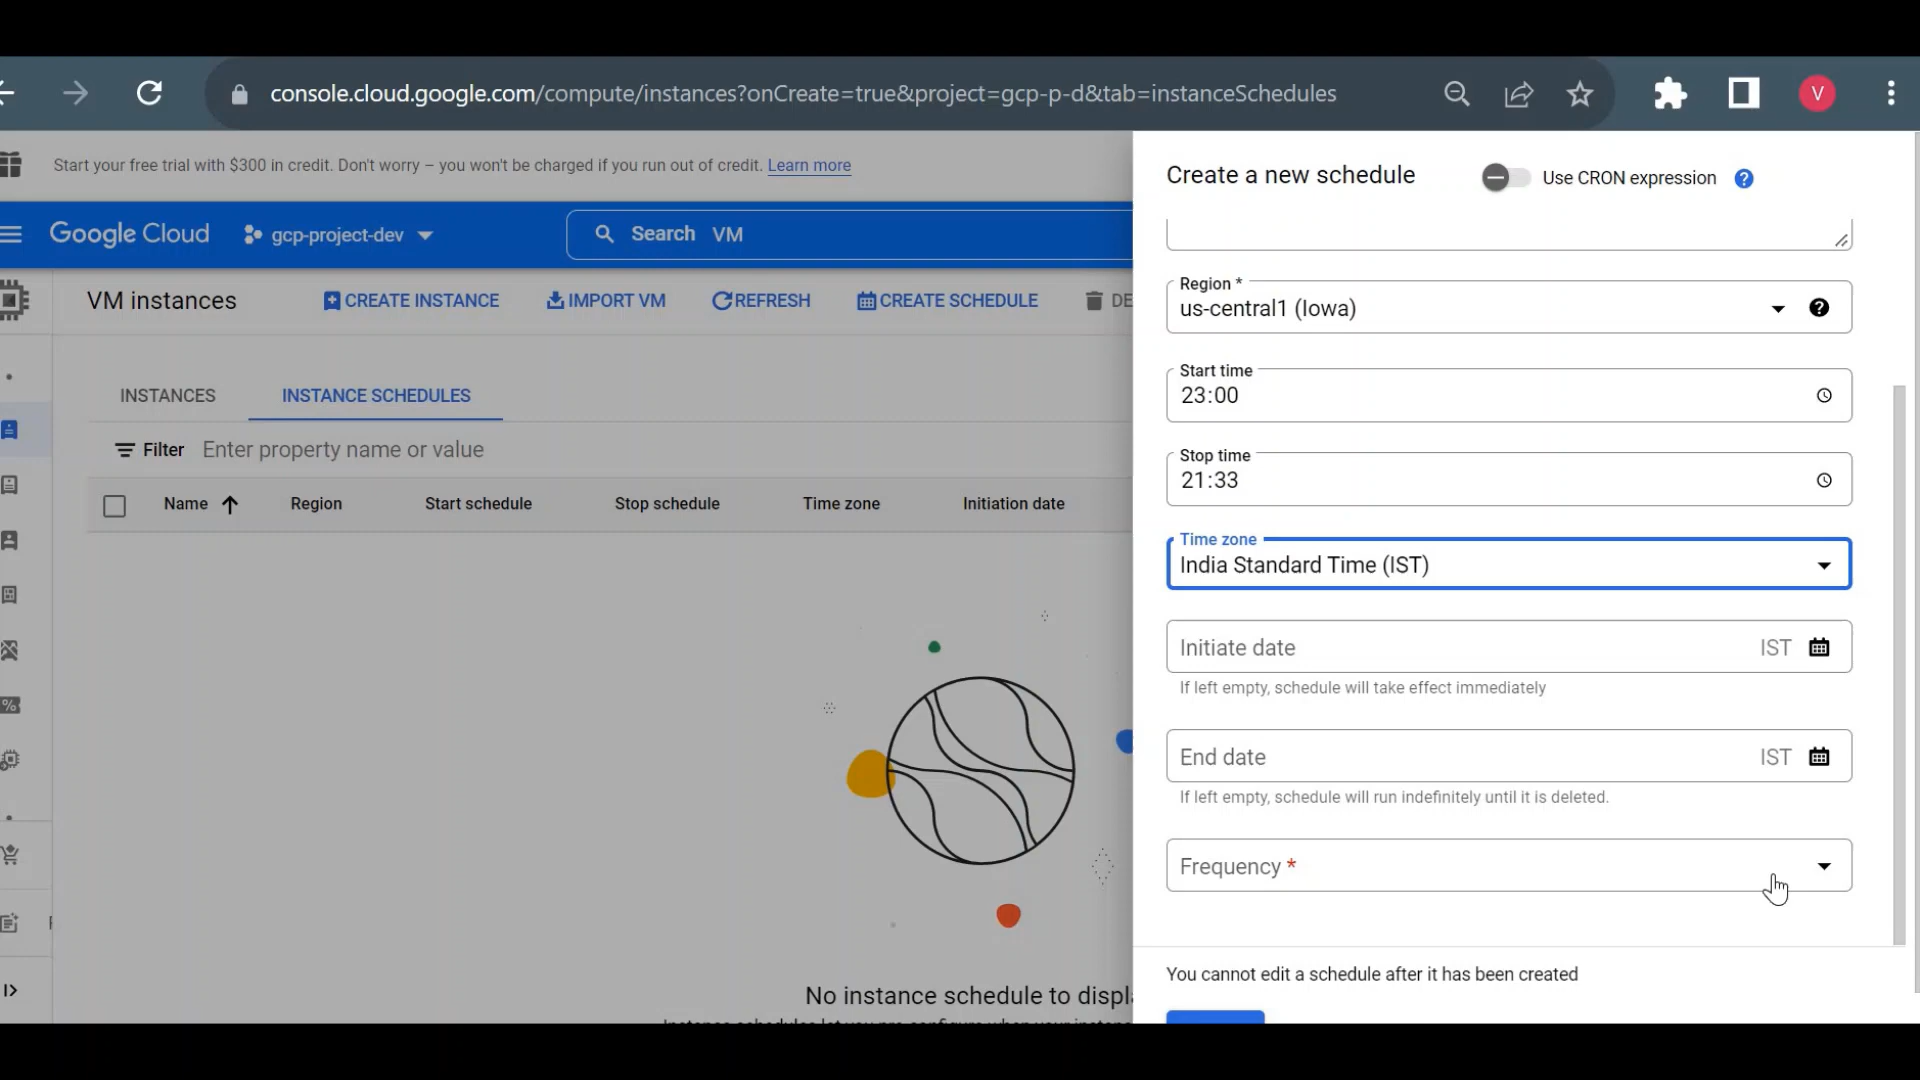 console.cloud.google.com/compute/instances?onCreate=true&project=gcp-p-d&tab=instanceSchedules
V
Start your free trial with $300 in credit. Don't worry – you won't be charged if you run out of credit. Learn more
Google Cloud
gcp-project-dev
Search VM
VM instances
CREATE INSTANCE
IMPORT VM
REFRESH
CREATE SCHEDULE
DE
INSTANCES
INSTANCE SCHEDULES
Filter Enter property name or value
Name
Region
Start schedule
Stop schedule
Time zone
Initiation date
No instance schedule to displ
Create a new schedule
Use CRON expression
Region *
us-central1 (Iowa)
Start time
23:00
Stop time
21:33
Time zone
India Standard Time (IST)
Initiate date IST
If left empty, schedule will take effect immediately
End date IST
If left empty, schedule will run indefinitely until it is deleted.
Frequency *
You cannot edit a schedule after it has been created